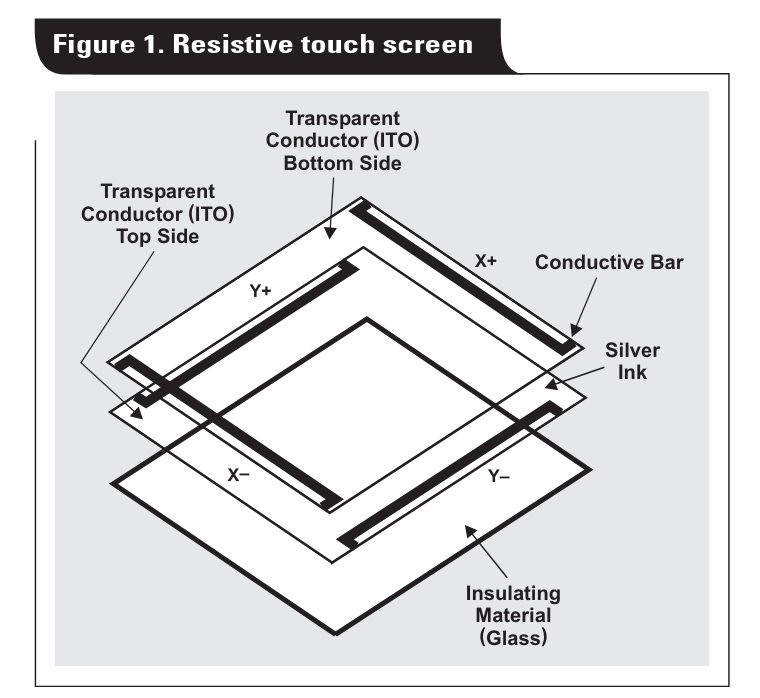 Figure 1. Resistive touch screen
Transparent
Conductor (ITO)
Bottom Side
Transparent
Conductor (ITO)
Top Side
X+
Conductive Bar
Y+
Silver
Ink
X–
Y–
Insulating
Material
(Glass)